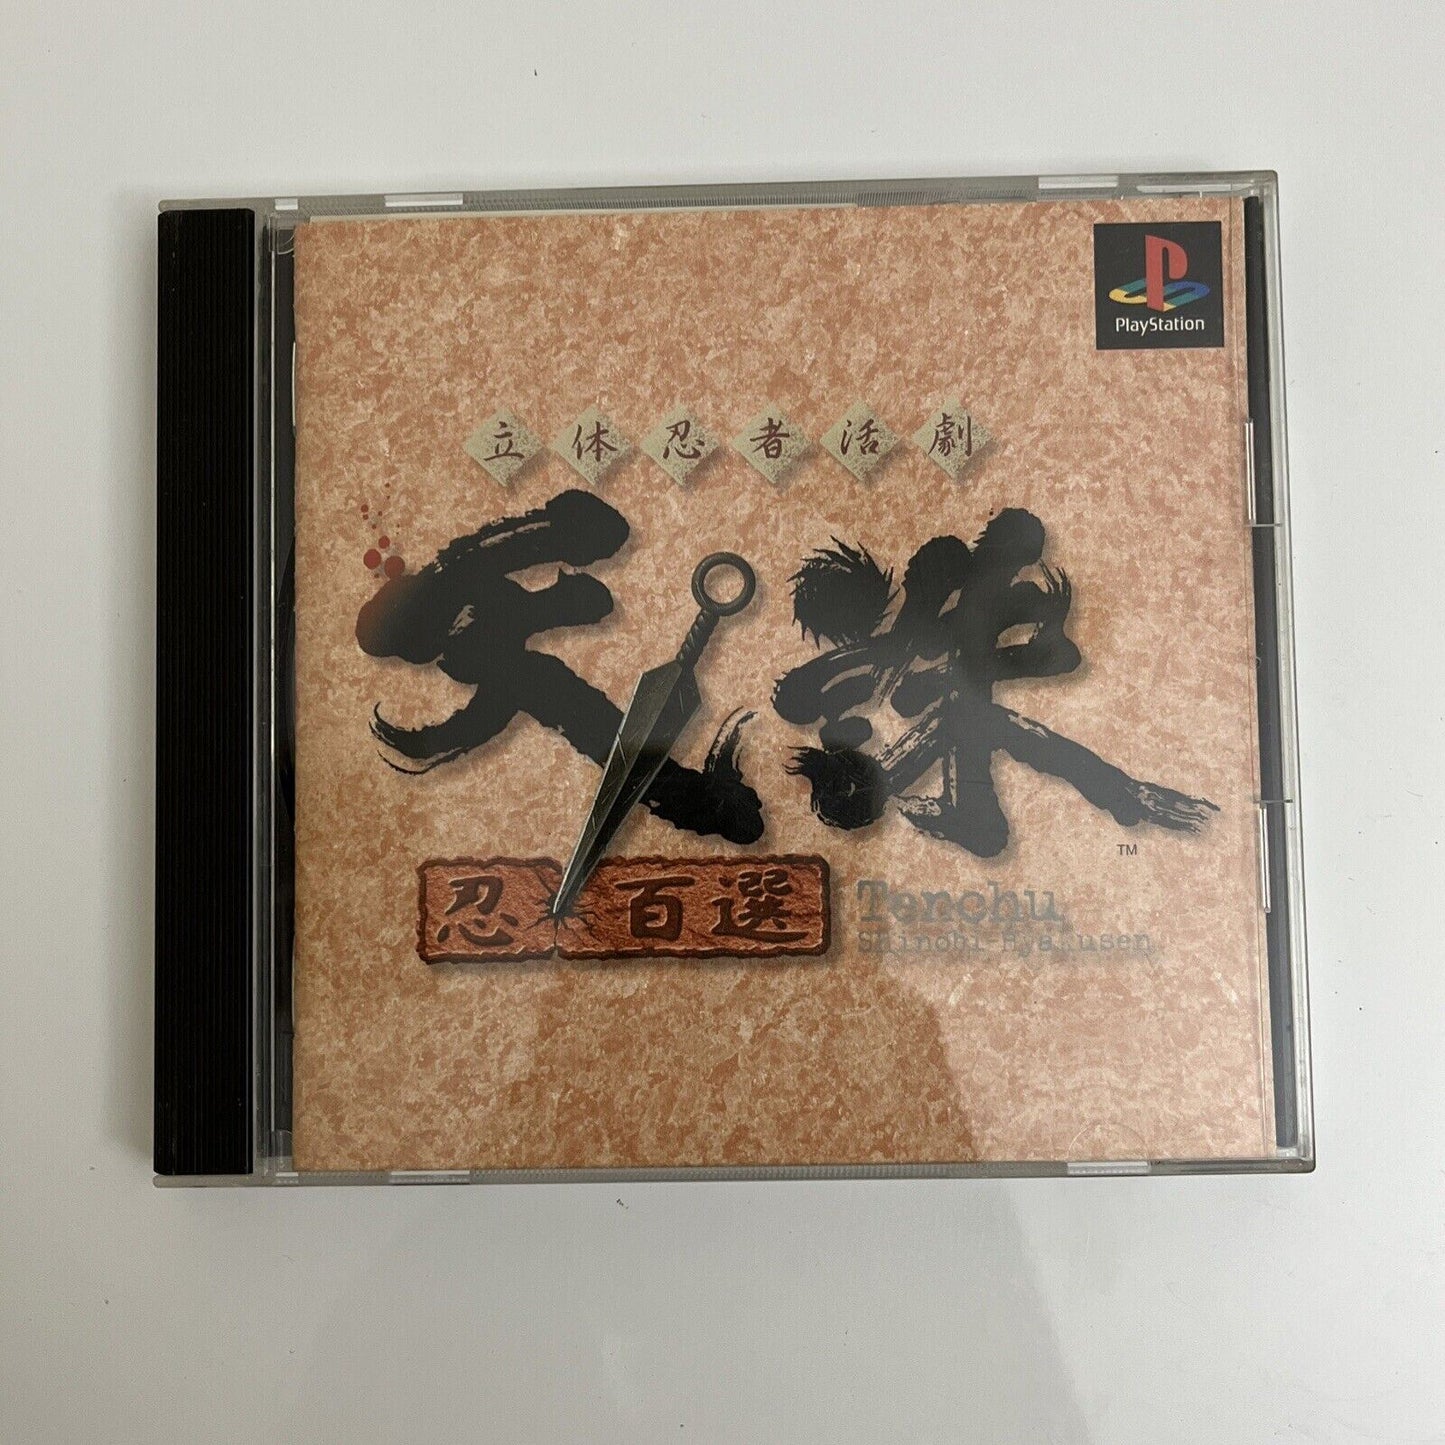 PlayStation
立体忍者活劇
天誅
TM
忍百選
Tenchu
Shinobi Hyakusen